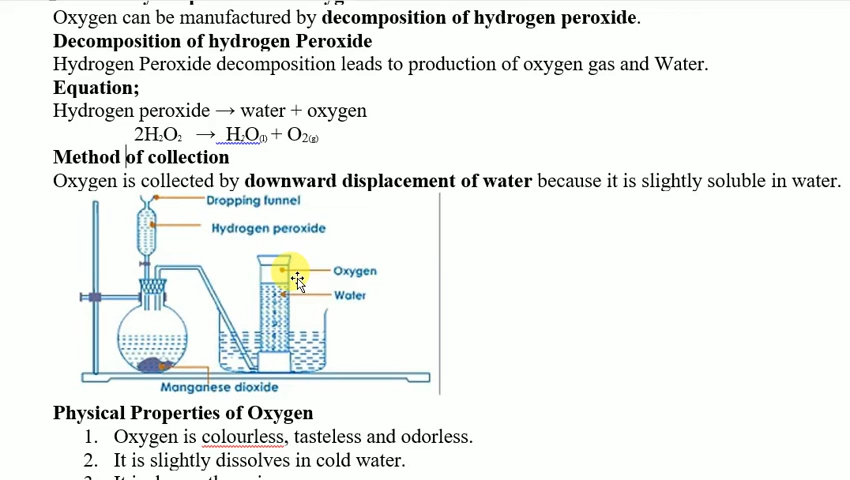 Oxygen can be manufactured by decomposition of hydrogen peroxide.
Decomposition of hydrogen Peroxide
Hydrogen Peroxide decomposition leads to production of oxygen gas and Water.
Equation;
Hydrogen peroxide → water + oxygen
2H₂O₂ → H₂O₍ₗ₎ + O₂₍g₎
Method of collection
Oxygen is collected by downward displacement of water because it is slightly soluble in water.
Dropping funnel
Hydrogen peroxide
Oxygen
Water
Manganese dioxide
Physical Properties of Oxygen
1. Oxygen is colourless, tasteless and odorless.
2. It is slightly dissolves in cold water.